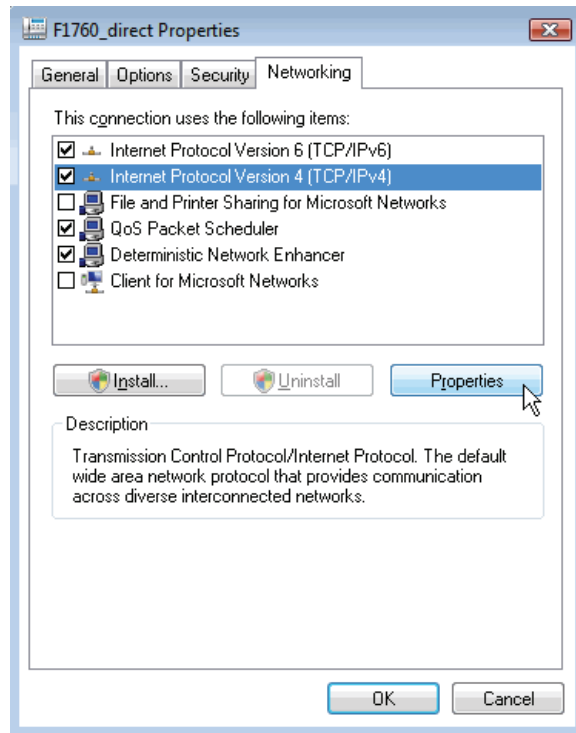 F1760_direct Properties
General Options Security Networking
This connection uses the following items:
Internet Protocol Version 6 (TCP/IPv6)
Internet Protocol Version 4 (TCP/IPv4)
File and Printer Sharing for Microsoft Networks
QoS Packet Scheduler
Deterministic Network Enhancer
Client for Microsoft Networks
Install... Uninstall Properties
Description
Transmission Control Protocol/Internet Protocol. The default
wide area network protocol that provides communication
across diverse interconnected networks.
OK Cancel